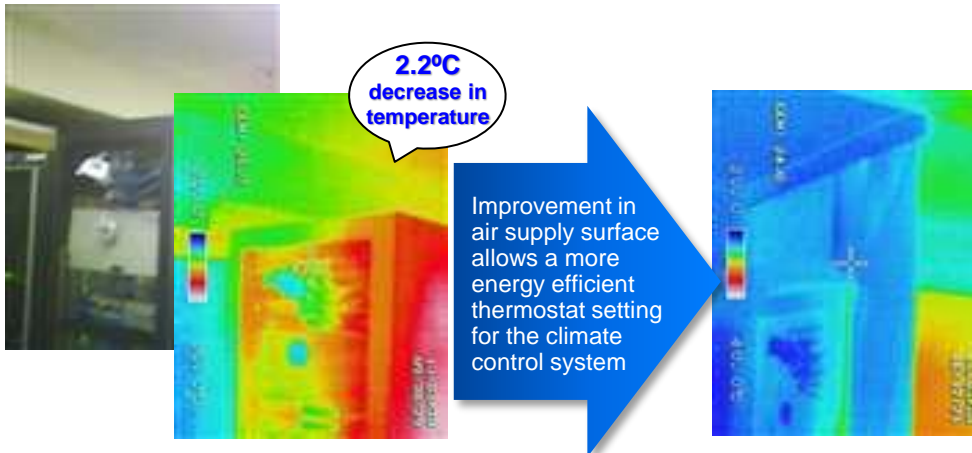 2.2ºC
decrease in
temperature
Improvement in
air supply surface
allows a more
energy efficient
thermostat setting
for the climate
control system